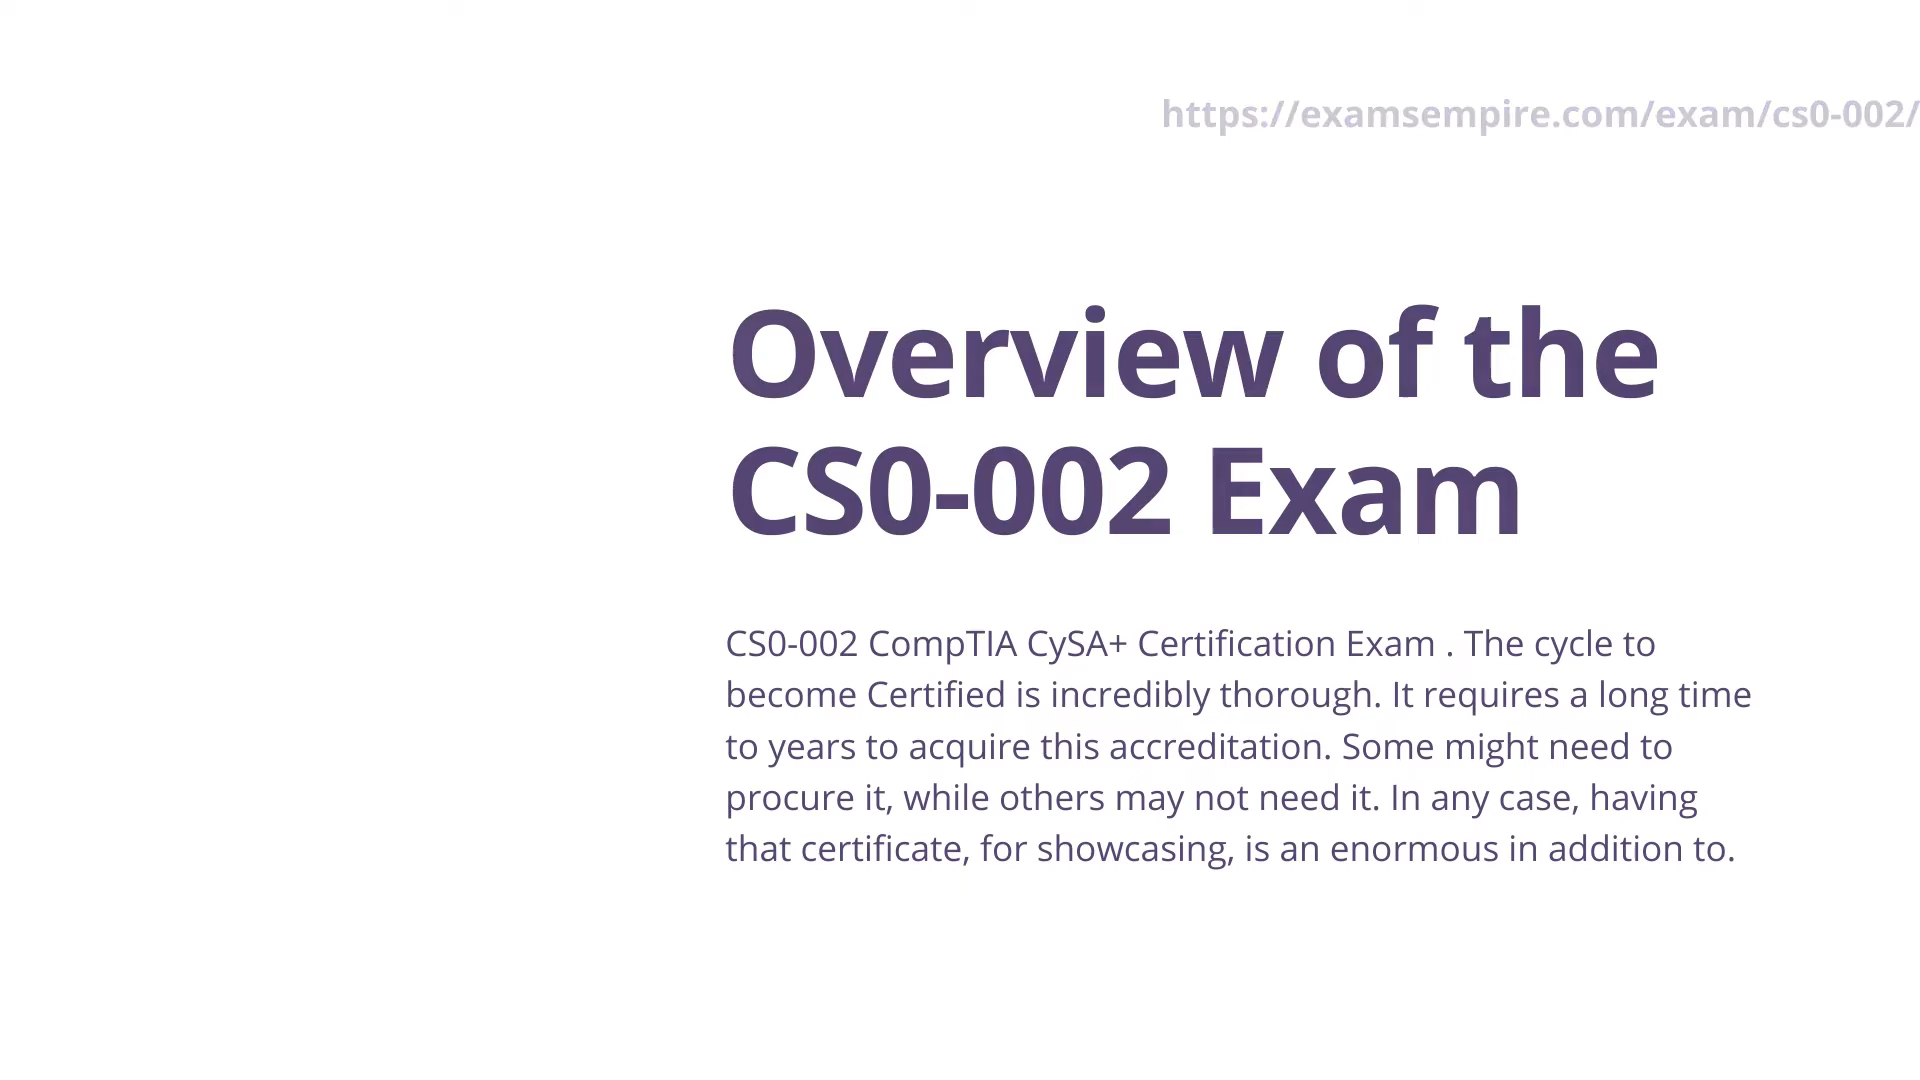 https://examsempire.com/exam/cs0-002/
Overview of the
CS0-002 Exam
CS0-002 CompTIA CySA+ Certification Exam . The cycle to
become Certified is incredibly thorough. It requires a long time
to years to acquire this accreditation. Some might need to
procure it, while others may not need it. In any case, having
that certificate, for showcasing, is an enormous in addition to.